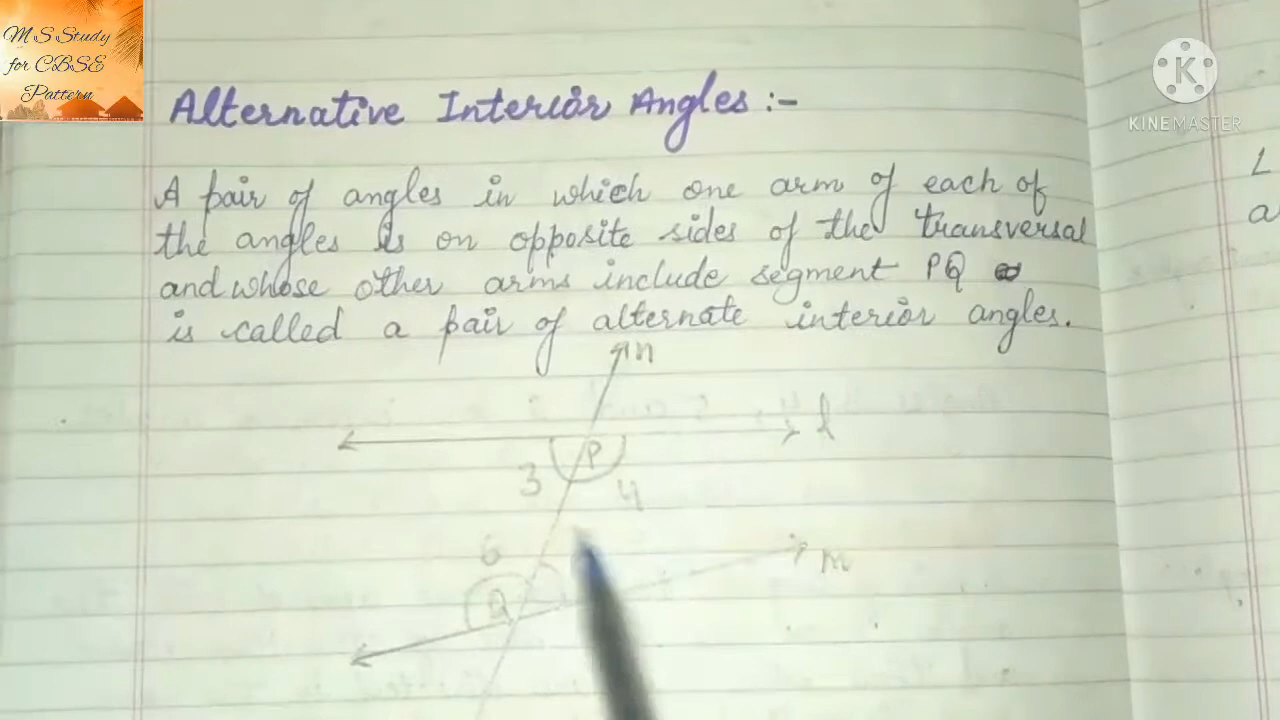 M S Study
for CBSE
Pattern
KINEMASTER
Alternative Interior Angles :-
A pair of angles in which one arm of each of
the angles is on opposite sides of the transversal
and whose other arms include segment PQ
is called a pair of alternate interior angles.
n
l
P
3
4
6
m
Q
L
a